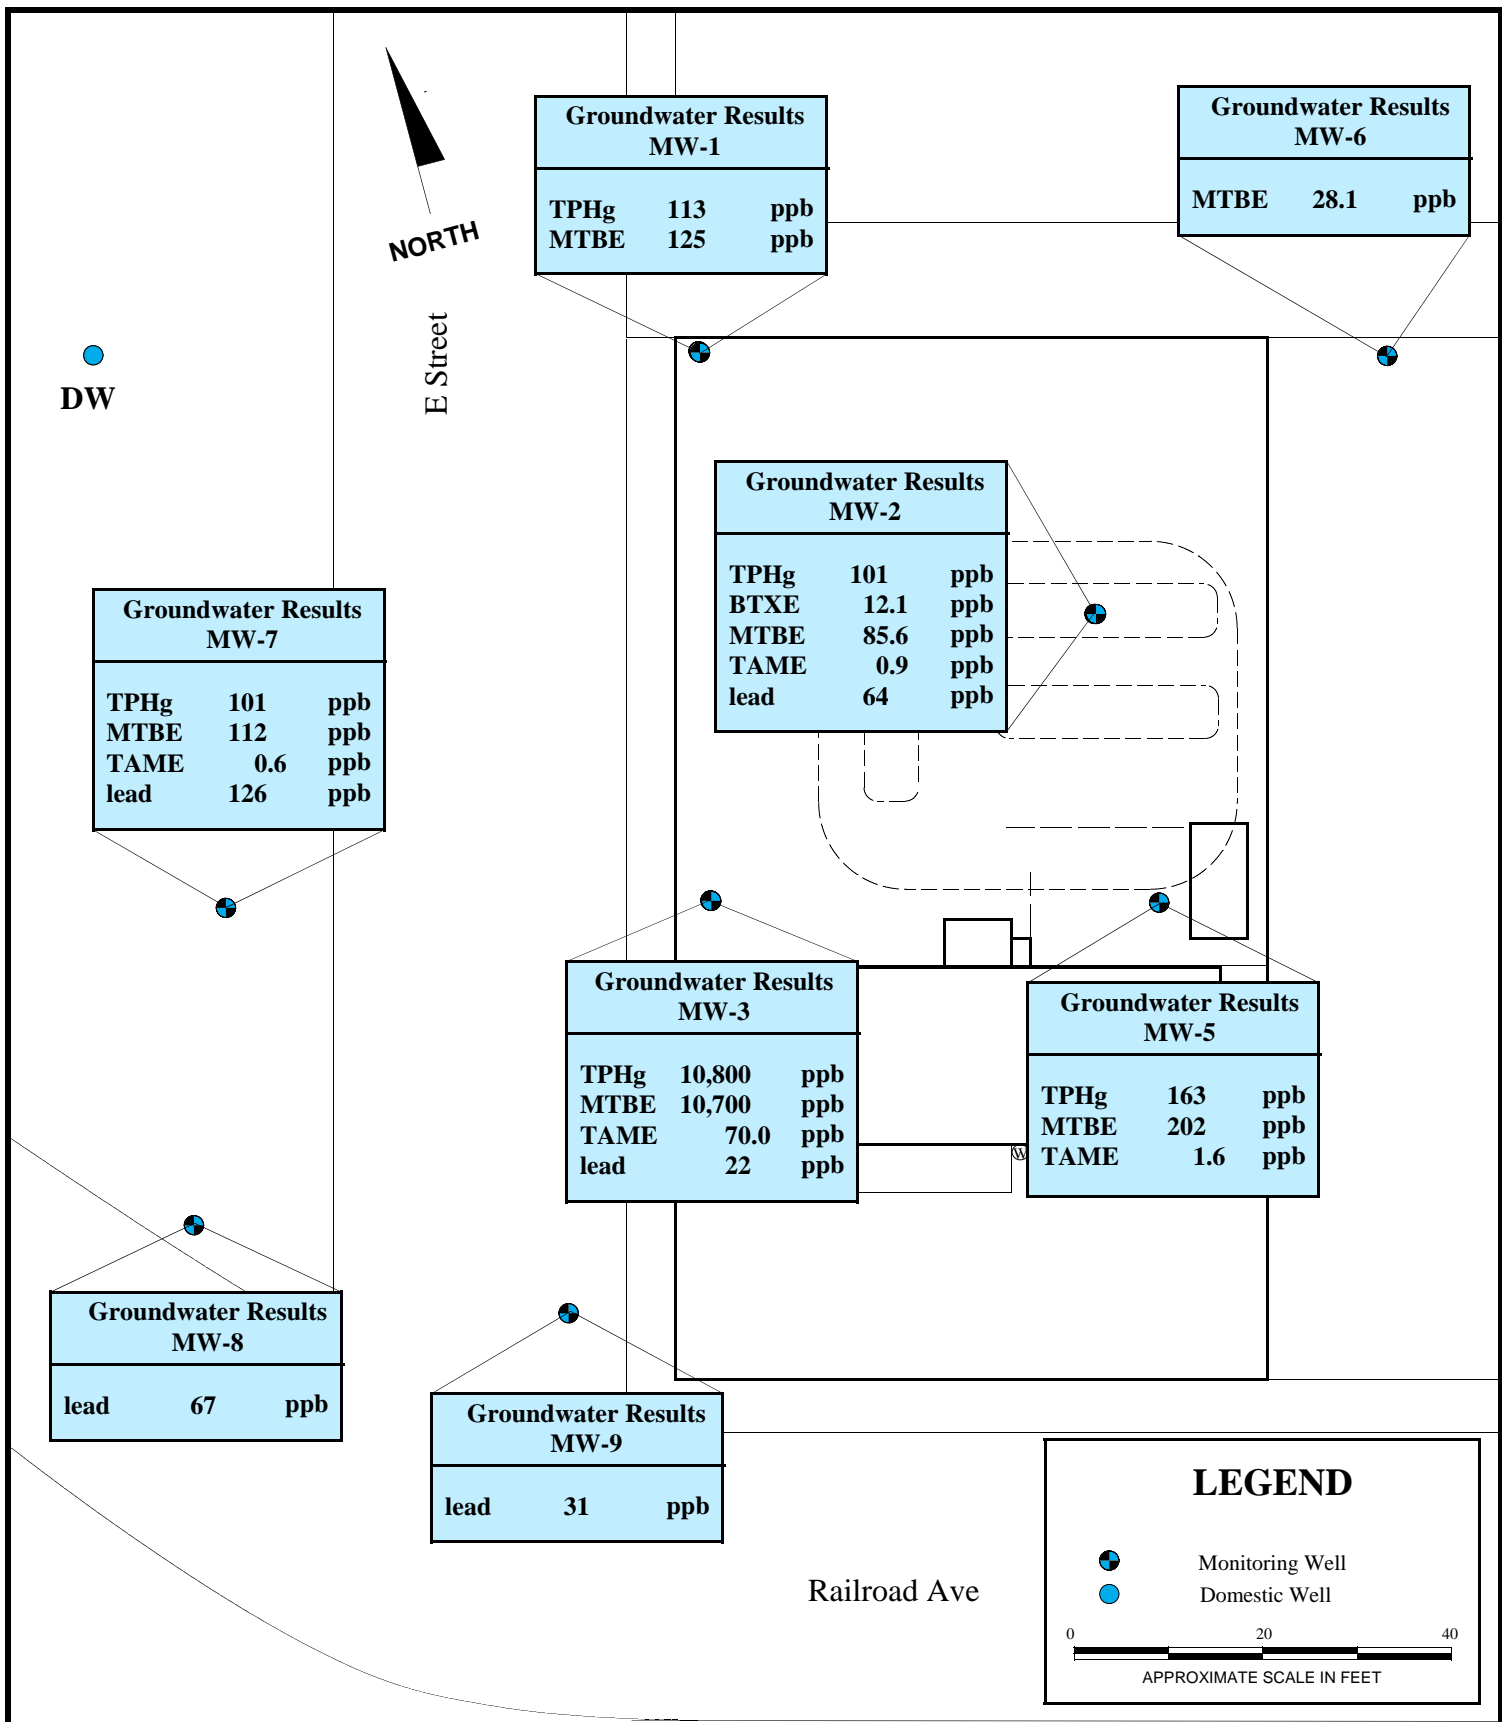 Groundwater Results
MW-1
TPHg 113 ppb
MTBE 125 ppb
Groundwater Results
MW-6
MTBE 28.1 ppb
NORTH
E Street
DW
Groundwater Results
MW-2
TPHg 101 ppb
BTXE 12.1 ppb
MTBE 85.6 ppb
TAME 0.9 ppb
lead 64 ppb
Groundwater Results
MW-7
TPHg 101 ppb
MTBE 112 ppb
TAME 0.6 ppb
lead 126 ppb
Groundwater Results
MW-3
TPHg 10,800 ppb
MTBE 10,700 ppb
TAME 70.0 ppb
lead 22 ppb
Groundwater Results
MW-5
TPHg 163 ppb
MTBE 202 ppb
TAME 1.6 ppb
W
Groundwater Results
MW-8
lead 67 ppb
Groundwater Results
MW-9
lead 31 ppb
Railroad Ave
LEGEND
Monitoring Well
Domestic Well
0 20 40
APPROXIMATE SCALE IN FEET